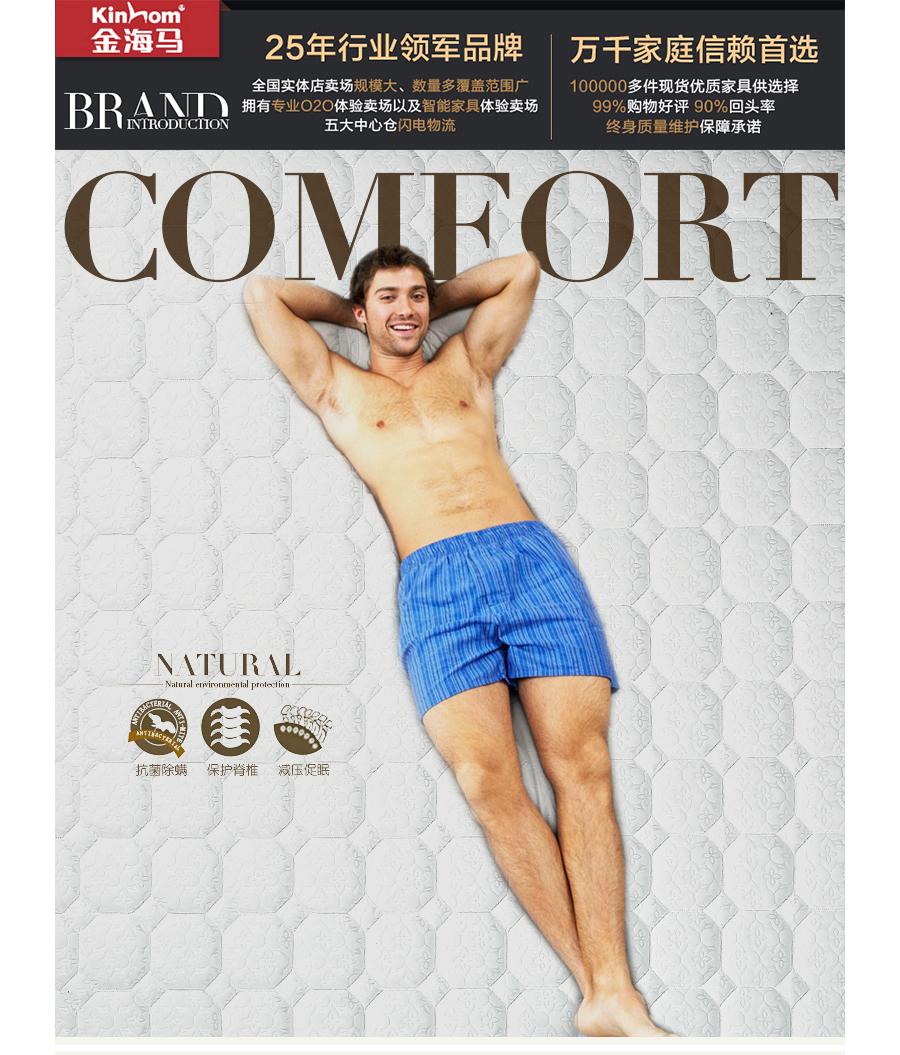 Kinhom®
金海马
BRAND
INTRODUCTION
25年行业领军品牌
全国实体店卖场规模大、数量多覆盖范围广
拥有专业O2O体验卖场以及智能家具体验卖场
五大中心仓闪电物流
万千家庭信赖首选
100000多件现货优质家具供选择
99%购物好评 90%回头率
终身质量维护保障承诺
COMFORT
NATURAL
Natural environmental protection
ANTIBACTERIAL ANTI-MITE
ANTIBACTERIAL
抗菌除螨 保护脊椎 减压促眠